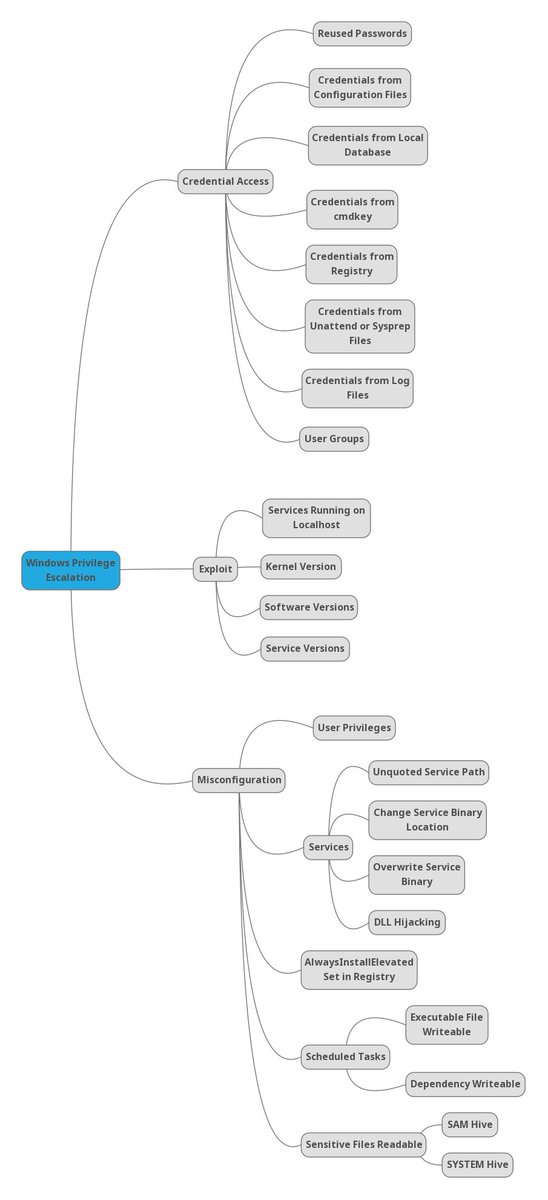 Reused Passwords
Credentials from
Configuration Files
Credentials from Local
Database
Credential Access
Credentials from
cmdkey
Credentials from
Registry
Credentials from
Unattend or Sysprep
Files
Credentials from Log
Files
User Groups
Services Running on
Localhost
Windows Privilege
Escalation
Exploit
Kernel Version
Software Versions
Service Versions
User Privileges
Misconfiguration
Unquoted Service Path
Change Service Binary
Location
Services
Overwrite Service
Binary
DLL Hijacking
AlwaysInstallElevated
Set in Registry
Executable File
Writeable
Scheduled Tasks
Dependency Writeable
SAM Hive
Sensitive Files Readable
SYSTEM Hive